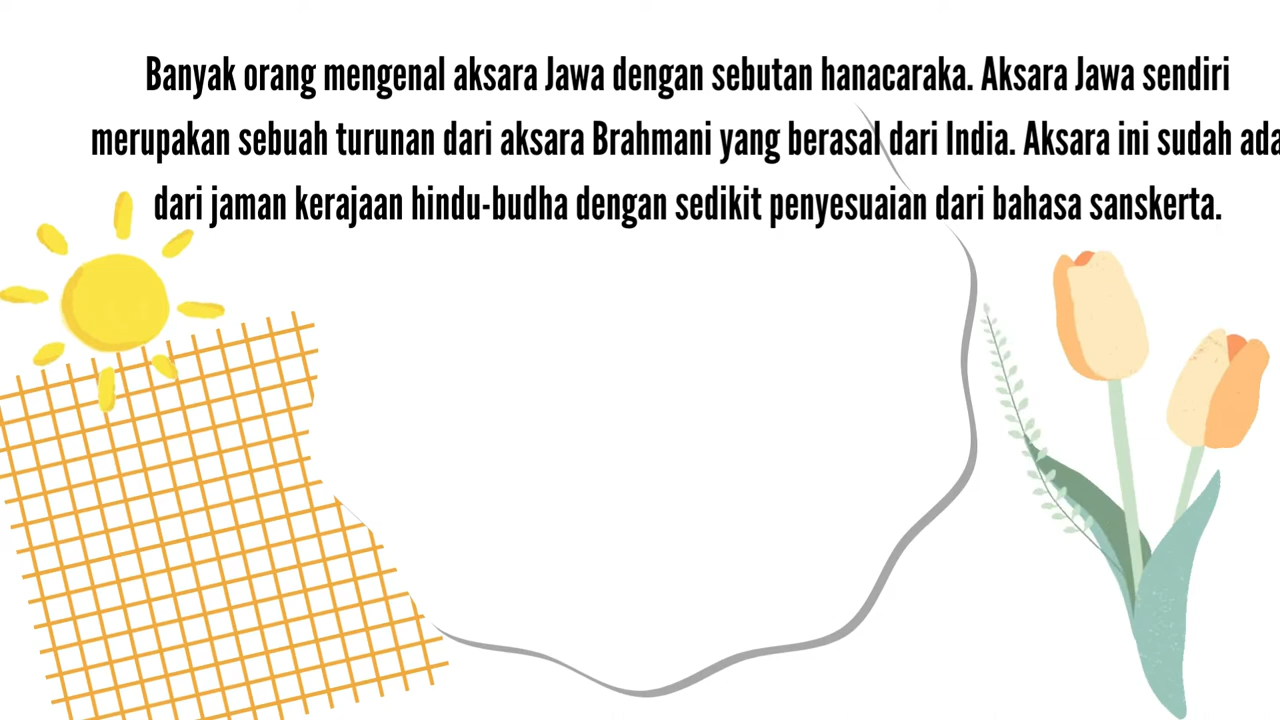 Banyak orang mengenal aksara Jawa dengan sebutan hanacaraka. Aksara Jawa sendiri
merupakan sebuah turunan dari aksara Brahmani yang berasal dari India. Aksara ini sudah ada
dari jaman kerajaan hindu-budha dengan sedikit penyesuaian dari bahasa sanskerta.